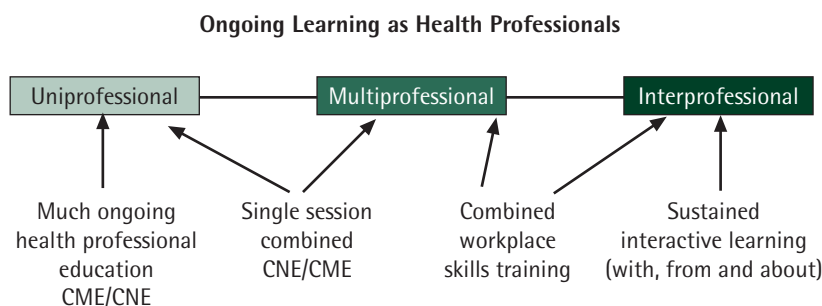 Ongoing Learning as Health Professionals
Uniprofessional
Multiprofessional
Interprofessional
Much ongoing
health professional
education
CME/CNE
Single session
combined
CNE/CME
Combined
workplace
skills training
Sustained
interactive learning
(with, from and about)